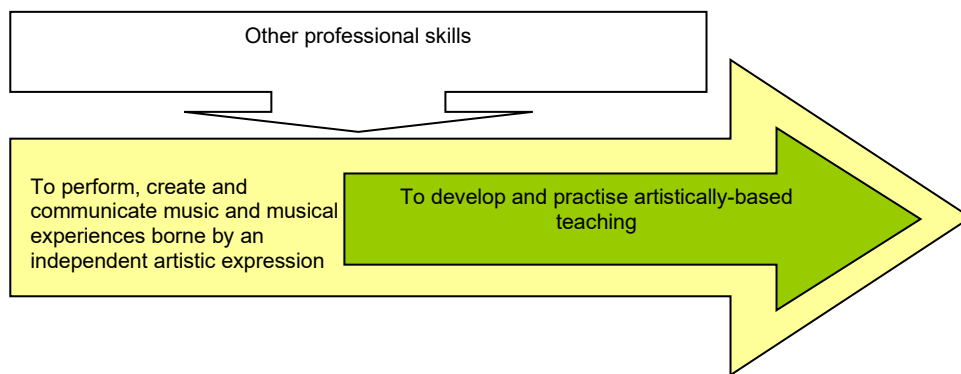 Other professional skills
To perform, create and
communicate music and musical
experiences borne by an
independent artistic expression
To develop and practise artistically-based
teaching